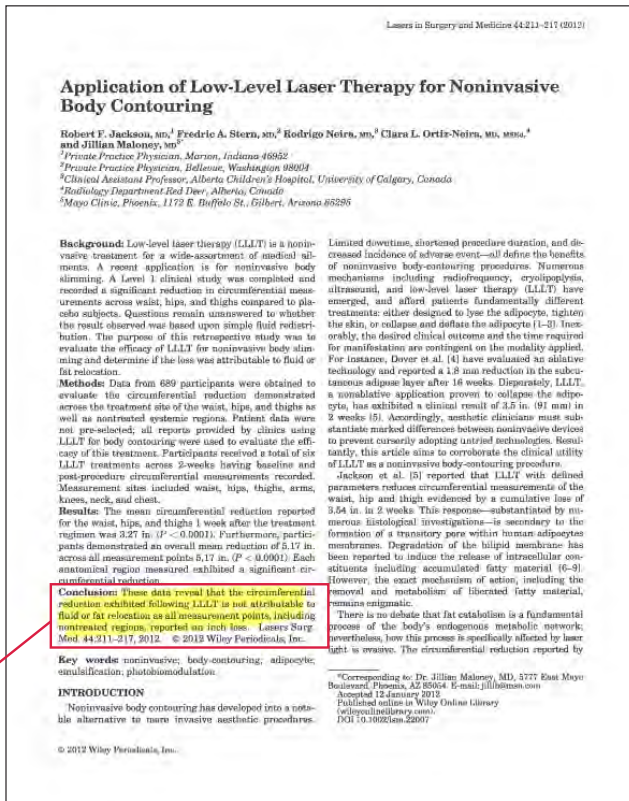 Lasers in Surgery and Medicine 44:211–217 (2012)
Application of Low-Level Laser Therapy for Noninvasive
Body Contouring
Robert F. Jackson, MD,1 Fredric A. Stern, MD,2 Rodrigo Neira, MD,3 Clara L. Ortiz-Neira, MD, MSEd,4
and Jillian Maloney, MD5*
1Private Practice Physician, Marion, Indiana 46952
2Private Practice Physician, Bellevue, Washington 98004
3Clinical Assistant Professor, Alberta Children's Hospital, University of Calgary, Canada
4Radiology Department Red Deer, Alberta, Canada
5Mayo Clinic, Phoenix, 1172 E. Buffalo St., Gilbert, Arizona 85295
Background: Low-level laser therapy (LLLT) is a nonin-
vasive treatment for a wide-assortment of medical ail-
ments. A recent application is for noninvasive body
slimming. A Level 1 clinical study was completed and
recorded a significant reduction in circumferential meas-
urements across waist, hips, and thighs compared to pla-
cebo subjects. Questions remain unanswered to whether
the result observed was based upon simple fluid redistri-
bution. The purpose of this retrospective study was to
evaluate the efficacy of LLLT for noninvasive body slim-
ming and determine if the loss was attributable to fluid or
fat relocation.
Methods: Data from 689 participants were obtained to
evaluate the circumferential reduction demonstrated
across the treatment site of the waist, hips, and thighs as
well as nontreated systemic regions. Patient data were
not pre-selected; all reports provided by clinics using
LLLT for body contouring were used to evaluate the effi-
cacy of this treatment. Participants received a total of six
LLLT treatments across 2-weeks having baseline and
post-procedure circumferential measurements recorded.
Measurement sites included waist, hips, thighs, arms,
knees, neck, and chest.
Results: The mean circumferential reduction reported
for the waist, hips, and thighs 1 week after the treatment
regimen was 3.27 in. (P < 0.0001). Furthermore, partici-
pants demonstrated an overall mean reduction of 5.17 in.
across all measurement points 5.17 in. (P < 0.0001). Each
anatomical region measured exhibited a significant cir-
cumferential reduction.
Conclusion: These data reveal that the circumferential
reduction exhibited following LLLT is not attributable to
fluid or fat relocation as all measurement points, including
nontreated regions, reported an inch loss. Lasers Surg.
Med. 44:211–217, 2012. © 2012 Wiley Periodicals, Inc.
Key words: noninvasive; body-contouring; adipocyte;
emulsification; photobiomodulation
INTRODUCTION
Noninvasive body contouring has developed into a nota-
ble alternative to more invasive aesthetic procedures.
Limited downtime, shortened procedure duration, and de-
creased incidence of adverse event—all define the benefits
of noninvasive body-contouring procedures. Numerous
mechanisms including radiofrequency, cryolipoylsis,
ultrasound, and low-level laser therapy (LLLT) have
emerged, and afford patients fundamentally different
treatments: either designed to lyse the adipocyte, tighten
the skin, or collapse and deflate the adipocyte [1–3]. Inex-
orably, the desired clinical outcome and the time required
for manifestation are contingent on the modality applied.
For instance, Dover et al. [4] have evaluated an ablative
technology and reported a 1.8 mm reduction in the subcu-
taneous adipose layer after 16 weeks. Disparately, LLLT,
a nonablative application proven to collapse the adipo-
cyte, has exhibited a clinical result of 3.5 in. (91 mm) in
2 weeks [5]. Accordingly, aesthetic clinicians must sub-
stantiate marked differences between noninvasive devices
to prevent cursorily adopting untried technologies. Resul-
tantly, this article aims to corroborate the clinical utility
of LLLT as a noninvasive body-contouring procedure.
Jackson et al. [5] reported that LLLT with defined
parameters reduces circumferential measurements of the
waist, hip and thigh evidenced by a cumulative loss of
3.54 in. in 2 weeks. This response—substantiated by nu-
merous histological investigations—is secondary to the
formation of a transitory pore within human adipocytes
membranes. Degradation of the bilipid membrane has
been reported to induce the release of intracellular con-
stituents including accumulated fatty material [6–9].
However, the exact mechanism of action, including the
removal and metabolism of liberated fatty material,
remains enigmatic.
There is no debate that fat catabolism is a fundamental
process of the body's endogenous metabolic network;
nevertheless, how this process is specifically affected by laser
light is evasive. The circumferential reduction reported by
*Corresponding to: Dr. Jillian Maloney, MD, 5777 East Mayo
Boulevard, Phoenix, AZ 85054. E-mail:
Accepted 12 January 2012
Published online in Wiley Online Library
(wileyonlinelibrary.com).
DOI 10.1002/lsm.22007
© 2012 Wiley Periodicals, Inc.